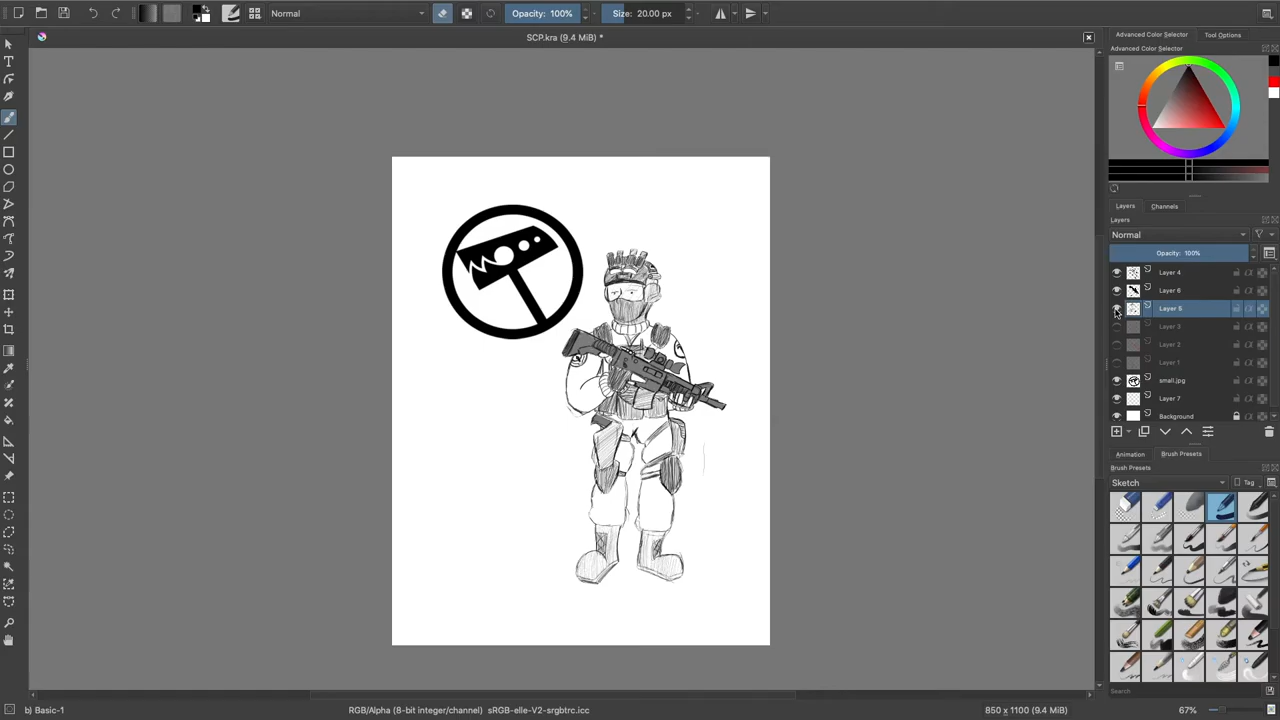 Normal
Opacity: 100%
Size: 20.00 px
SCP.kra (9.4 MiB) *
Advanced Color Selector
Tool Options
Advanced Color Selector
Layers
Channels
Layers
Normal
Opacity: 100%
Layer 4
Layer 6
Layer 5
Layer 3
Layer 2
Layer 1
small.jpg
Layer 7
Background
Animation
Brush Presets
Brush Presets
Sketch
Tag
Search
b) Basic-1
RGB/Alpha (8-bit integer/channel) sRGB-elle-V2-srgbtrc.icc
850 x 1100 (9.4 MiB)
67%